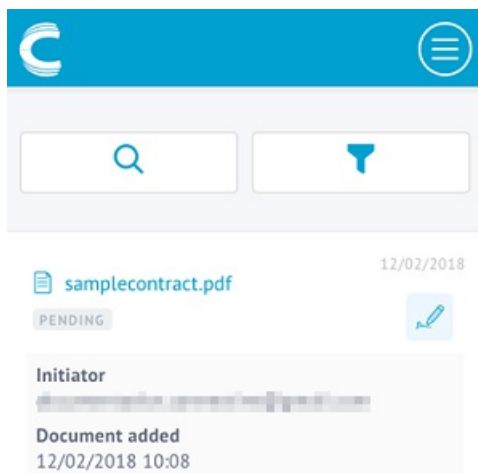 12/02/2018
samplecontract.pdf
PENDING
Initiator
Document added
12/02/2018 10:08